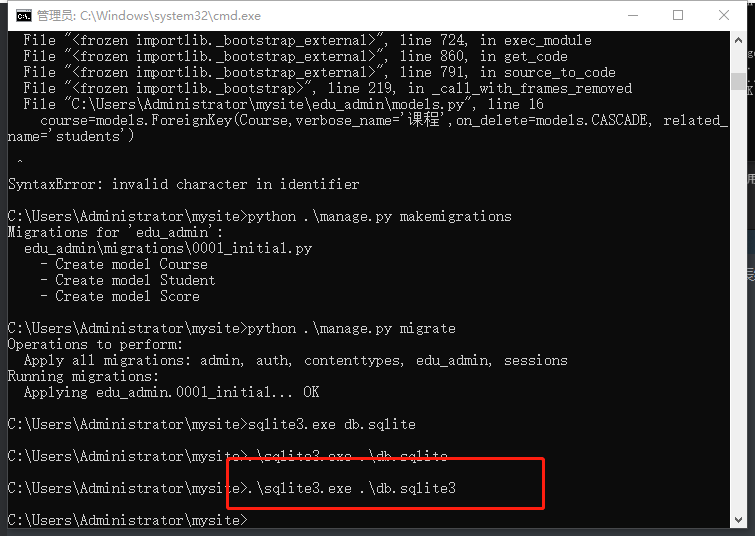 管理员: C:\Windows\system32\cmd.exe
File "<frozen importlib._bootstrap_external>", line 724, in exec_module
File "<frozen importlib._bootstrap_external>", line 860, in get_code
File "<frozen importlib._bootstrap_external>", line 791, in source_to_code
File "<frozen importlib._bootstrap>", line 219, in _call_with_frames_removed
File "C:\Users\Administrator\mysite\edu_admin\models.py", line 16
course=models.ForeignKey(Course,verbose_name='课程',on_delete=models.CASCADE, related_
name='students')
^
SyntaxError: invalid character in identifier
C:\Users\Administrator\mysite>python .\manage.py makemigrations
Migrations for 'edu_admin':
edu_admin\migrations\0001_initial.py
- Create model Course
- Create model Student
- Create model Score
C:\Users\Administrator\mysite>python .\manage.py migrate
Operations to perform:
Apply all migrations: admin, auth, contenttypes, edu_admin, sessions
Running migrations:
Applying edu_admin.0001_initial... OK
C:\Users\Administrator\mysite>sqlite3.exe db.sqlite
C:\Users\Administrator\mysite>.\sqlite3.exe .\db.sqlite
C:\Users\Administrator\mysite>.\sqlite3.exe .\db.sqlite3
C:\Users\Administrator\mysite>